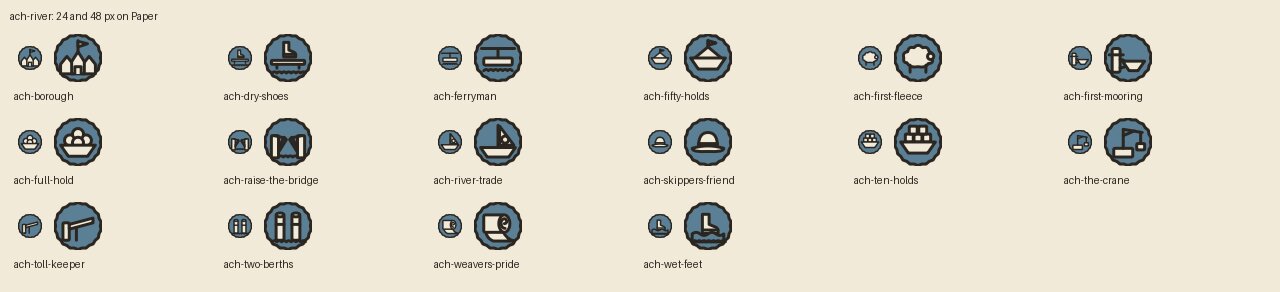 ach-river: 24 and 48 px on Paper
ach-borough
ach-dry-shoes
ach-ferryman
ach-fifty-holds
ach-first-fleece
ach-first-mooring
ach-full-hold
ach-raise-the-bridge
ach-river-trade
ach-skippers-friend
ach-ten-holds
ach-the-crane
ach-toll-keeper
ach-two-berths
ach-weavers-pride
ach-wet-feet